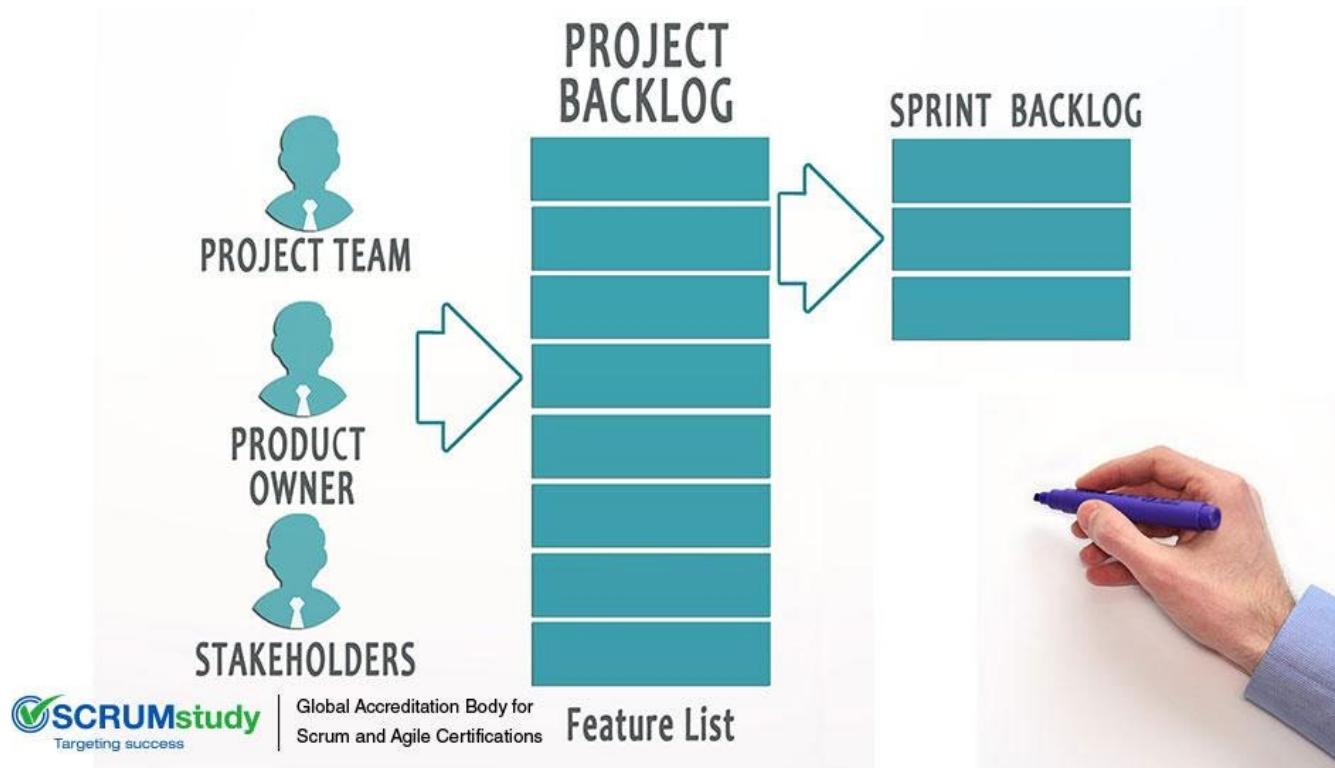 PROJECT
BACKLOG
SPRINT BACKLOG
PROJECT TEAM
PRODUCT
OWNER
STAKEHOLDERS
Feature List
SCRUMstudy
Targeting success
Global Accreditation Body for
Scrum and Agile Certifications